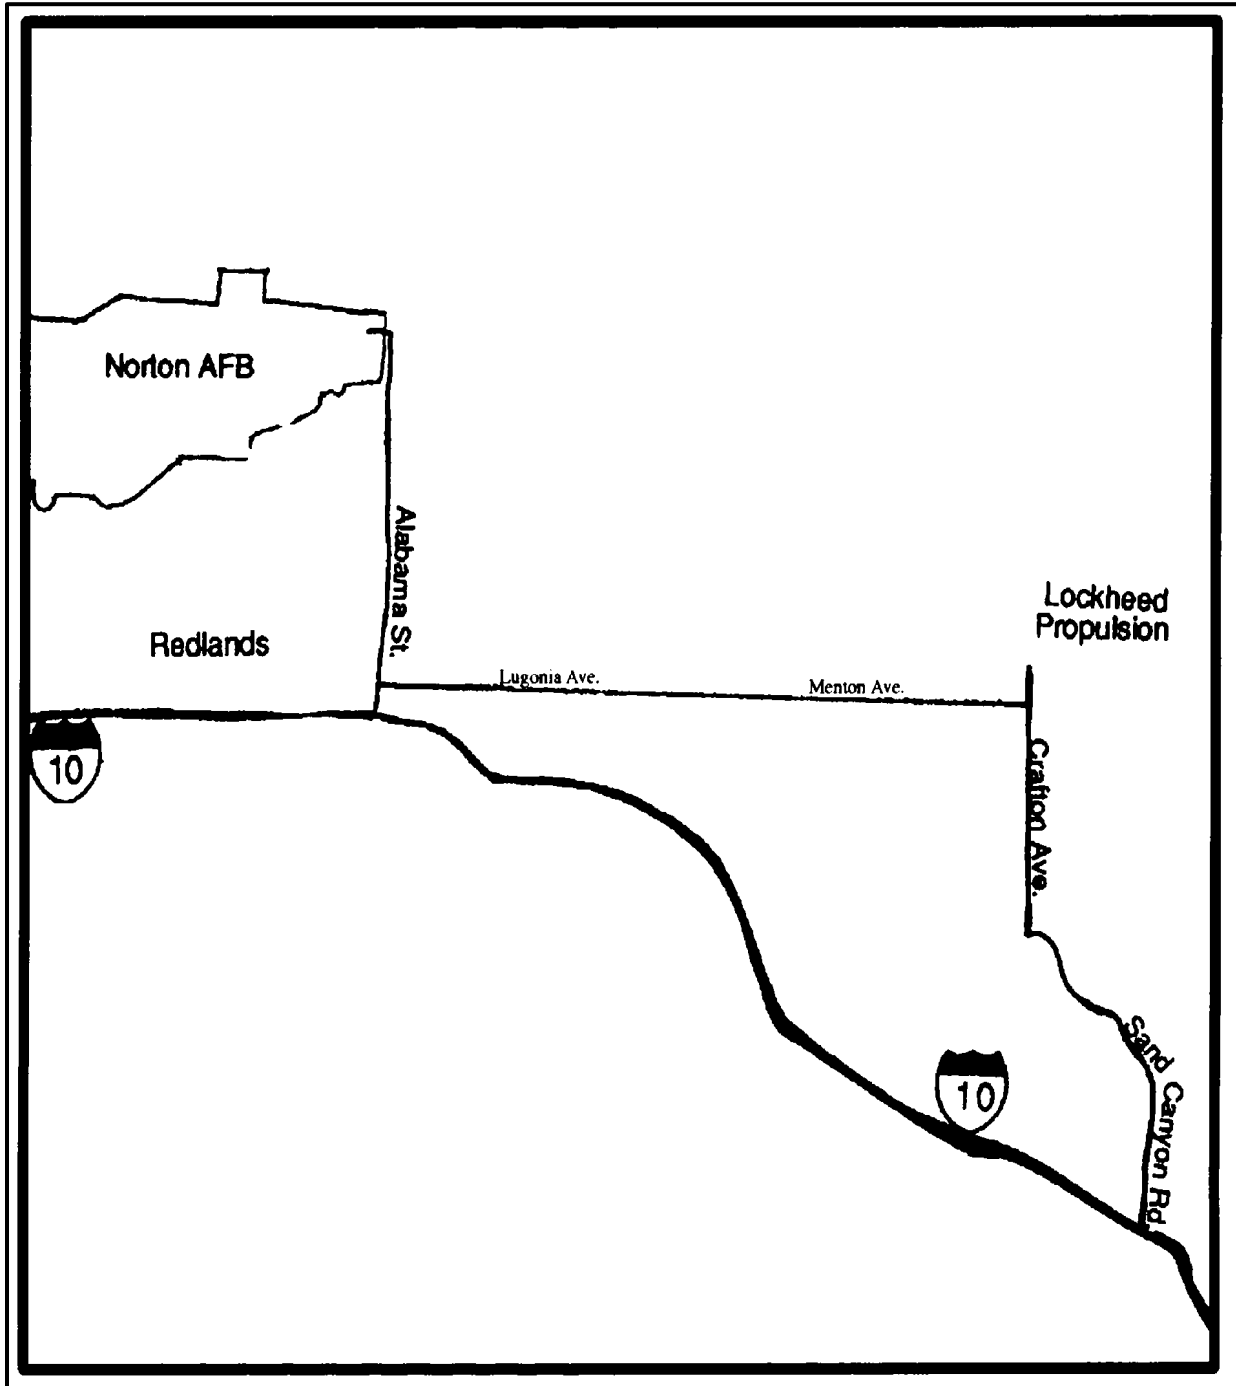 Norton AFB
Alabama St.
Lockheed
Propulsion
Redlands
Lugonia Ave.
Menton Ave.
10
Crafton Ave.
Sand Canyon Rd.
10